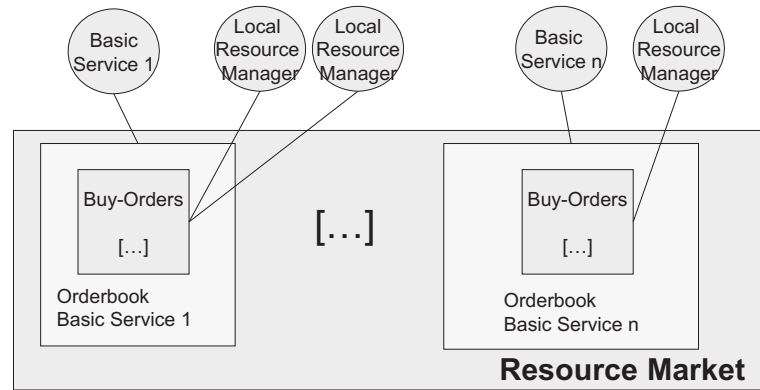 Basic
Service 1
Local
Resource
Manager
Local
Resource
Manager
Basic
Service n
Local
Resource
Manager
Buy-Orders
[...]
Orderbook
Basic Service 1
[...]
Buy-Orders
[...]
Orderbook
Basic Service n
Resource Market